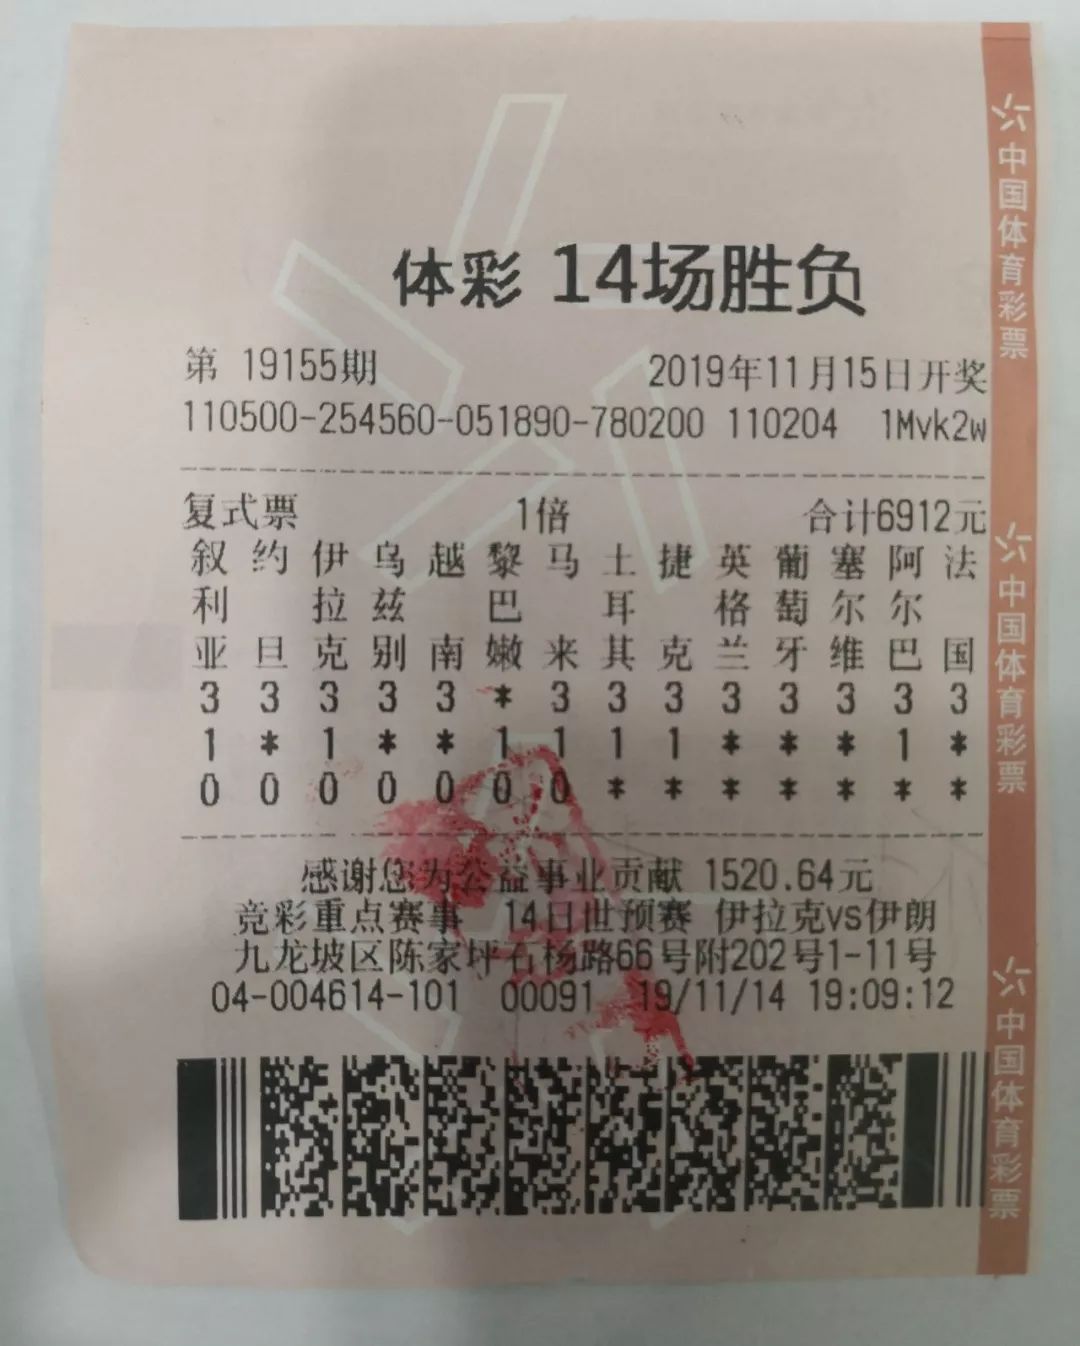 体彩 14场胜负
第 19155期 2019年11月15日开奖
110500-254560-051890-780200 110204 1Mvk2w
复式票 1倍 合计6912元
叙 约 伊 乌 越 黎 马 土 捷 英 葡 塞 阿 法
利 拉 兹 巴 耳 格 萄 尔 尔
亚 旦 克 别 南 嫩 来 其 克 兰 牙 维 巴 国
3 3 3 3 3 * 3 3 3 3 3 3 3 3
1 * 1 * * 1 1 1 1 * * * 1 *
0 0 0 0 0 0 0 * * * * * * *
感谢您为公益事业贡献 1520.64元
竞彩重点赛事 14日世预赛 伊拉克vs伊朗
九龙坡区陈家坪石杨路66号附202号1-11号
04-004614-101 00091 19/11/14 19:09:12
中国体育彩票
中国体育彩票
中国体育彩票